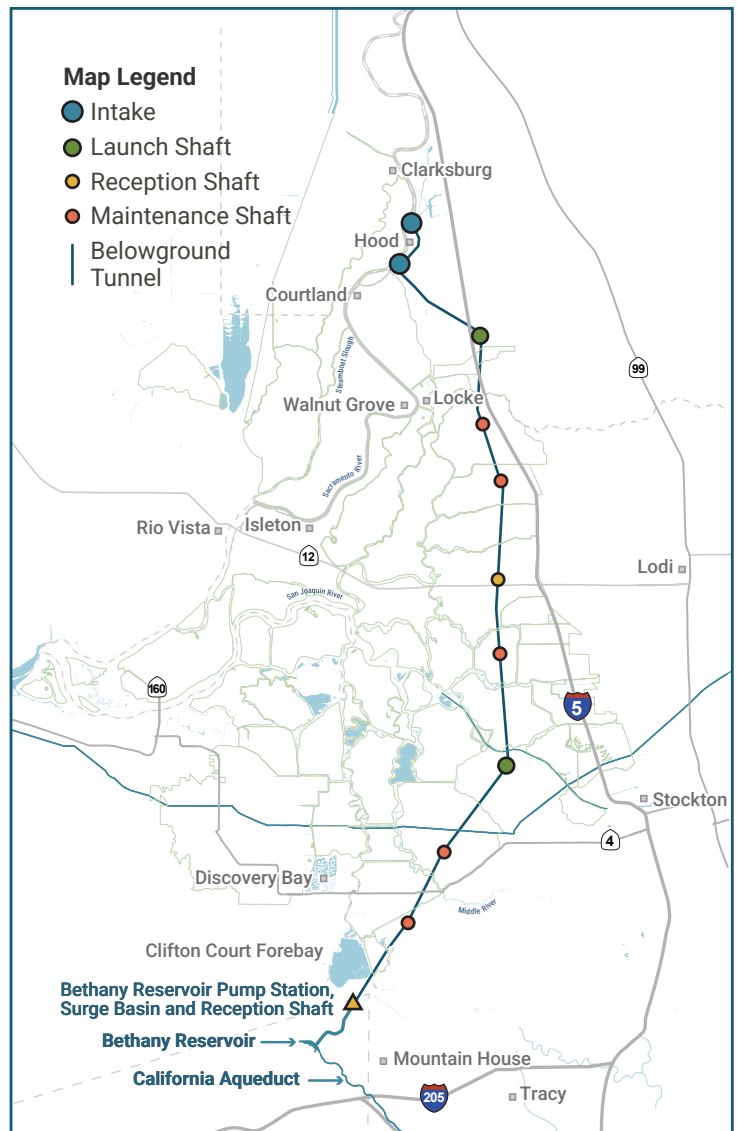 Map Legend
Intake
Launch Shaft
Reception Shaft
Maintenance Shaft
Belowground
Tunnel
Clarksburg
Hood
Courtland
Steamboat Slough
99
Walnut Grove
Locke
Sacramento River
Rio Vista
Isleton
12
Lodi
San Joaquin River
160
5
Stockton
4
Discovery Bay
Middle River
Clifton Court Forebay
Bethany Reservoir Pump Station,
Surge Basin and Reception Shaft
Bethany Reservoir
Mountain House
California Aqueduct
205
Tracy